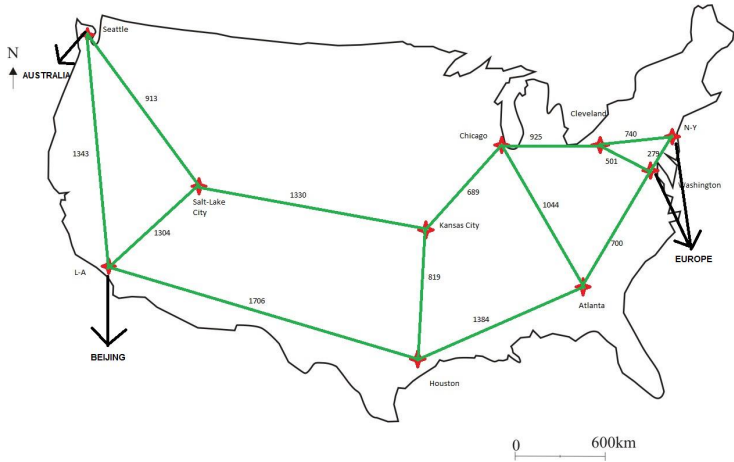 Seattle
N
AUSTRALIA
913
Cleveland
740
N-Y
Chicago
925
1343
501
279
Washington
689
1330
1044
Salt-Lake
City
Kansas City
1304
700
EUROPE
L-A
819
1706
Atlanta
1384
BEIJING
Houston
0
600km